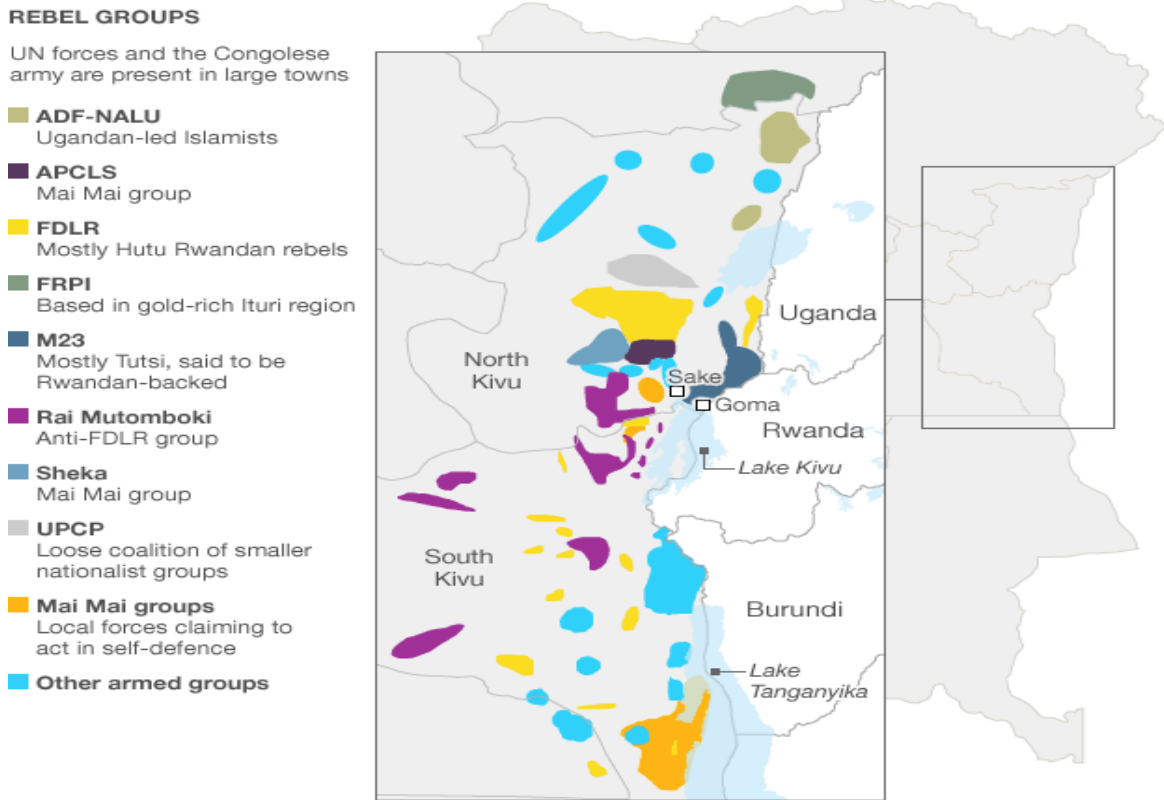 REBEL GROUPS
UN forces and the Congolese
army are present in large towns
ADF-NALU
Ugandan-led Islamists
APCLS
Mai Mai group
FDLR
Mostly Hutu Rwandan rebels
FRPI
Based in gold-rich Ituri region
M23
Mostly Tutsi, said to be
Rwandan-backed
Rai Mutomboki
Anti-FDLR group
Sheka
Mai Mai group
UPCP
Loose coalition of smaller
nationalist groups
Mai Mai groups
Local forces claiming to
act in self-defence
Other armed groups
Uganda
North
Kivu
Sake
Goma
Rwanda
Lake Kivu
South
Kivu
Burundi
Lake
Tanganyika